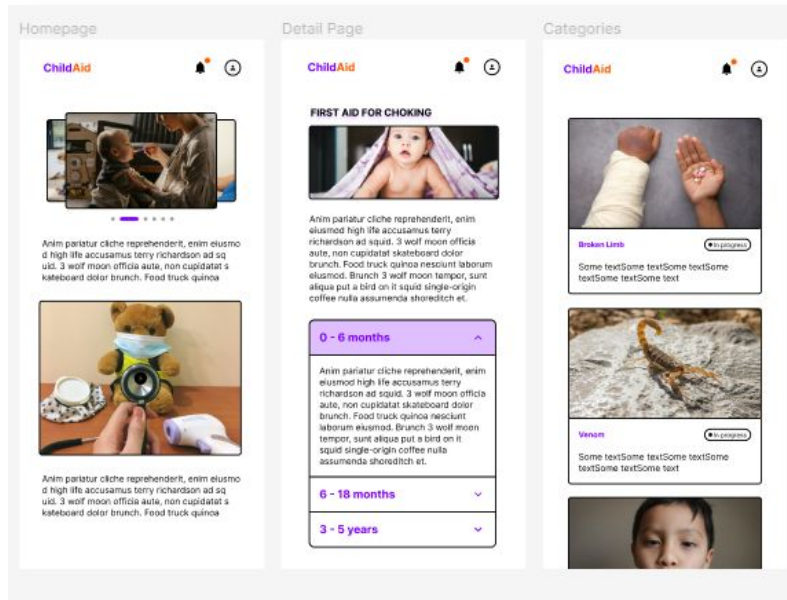 Homepage
ChildAid
Anim pariatur cliche reprehenderit, enim eiusmo
d high life accusamus terry richardson ad sq
uid. 3 wolf moon officia aute, non cupidatat s
kateboard dolor brunch. Food truck quinoa
Anim pariatur cliche reprehenderit, enim eiusmo
d high life accusamus terry richardson ad sq
uid. 3 wolf moon officia aute, non cupidatat s
kateboard dolor brunch. Food truck quinoa
Detail Page
ChildAid
FIRST AID FOR CHOKING
Anim pariatur cliche reprehenderit, enim
eiusmod high life accusamus terry
richardson ad squid. 3 wolf moon officia
aute, non cupidatat skateboard dolor
brunch. Food truck quinoa nesciunt laborum
eiusmod. Brunch 3 wolf moon tempor, sunt
aliqua put a bird on it squid single-origin
coffee nulla assumenda shoreditch et.
0 - 6 months
Anim pariatur cliche reprehenderit, enim
eiusmod high life accusamus terry
richardson ad squid. 3 wolf moon officia
aute, non cupidatat skateboard dolor
brunch. Food truck quinoa nesciunt
laborum eiusmod. Brunch 3 wolf moon
tempor, sunt aliqua put a bird on it
squid single-origin coffee nulla
assumenda shoreditch et.
6 - 18 months
3 - 5 years
Categories
ChildAid
Broken Limb
In progress
Some textSome textSome textSome
textSome textSome text
Venom
In progress
Some textSome textSome textSome
textSome textSome text